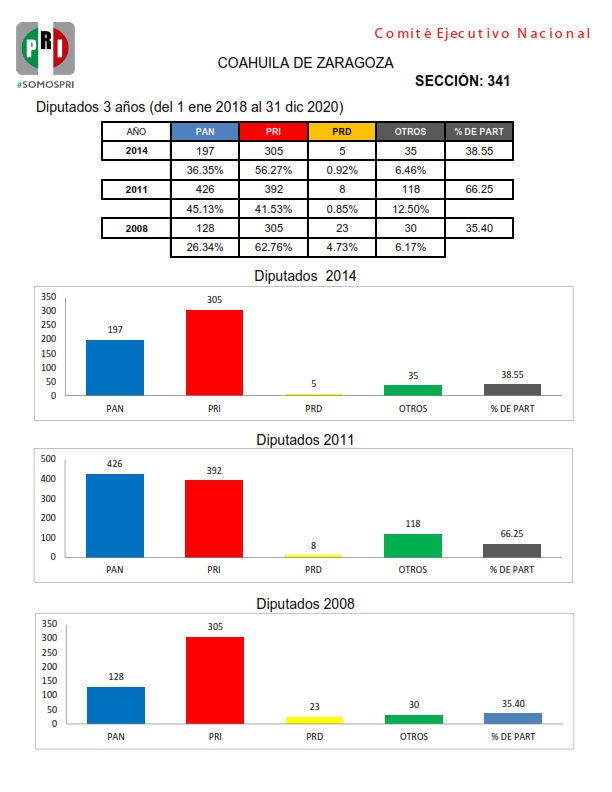 Comité Ejecutivo Nacional
PRI
#SOMOSPRI
COAHUILA DE ZARAGOZA
SECCIÓN: 341
Diputados 3 años (del 1 ene 2018 al 31 dic 2020)
AÑO PAN PRI PRD OTROS % DE PART
2014 197 305 5 35 38.55
36.35% 56.27% 0.92% 6.46%
2011 426 392 8 118 66.25
45.13% 41.53% 0.85% 12.50%
2008 128 305 23 30 35.40
26.34% 62.76% 4.73% 6.17%
Diputados 2014
350
300
250
200
150
100
50
0
197
305
5
35
38.55
PAN PRI PRD OTROS % DE PART
Diputados 2011
500
400
300
200
100
0
426
392
8
118
66.25
PAN PRI PRD OTROS % DE PART
Diputados 2008
350
300
250
200
150
100
50
0
128
305
23
30
35.40
PAN PRI PRD OTROS % DE PART